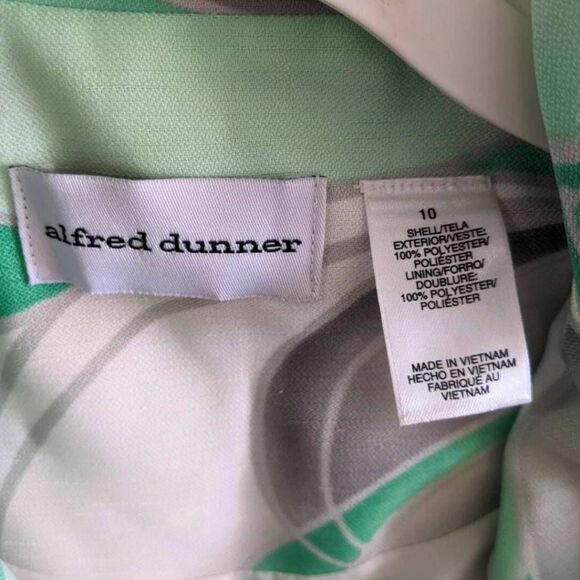 alfred dunner
10
SHELL/TELA
EXTERIOR/VESTE:
100% POLYESTER/
POLIÉSTER
LINING/FORRO/
DOUBLURE:
100% POLYESTER/
POLIÉSTER
MADE IN VIETNAM
HECHO EN VIETNAM
FABRIQUÉ AU
VIETNAM